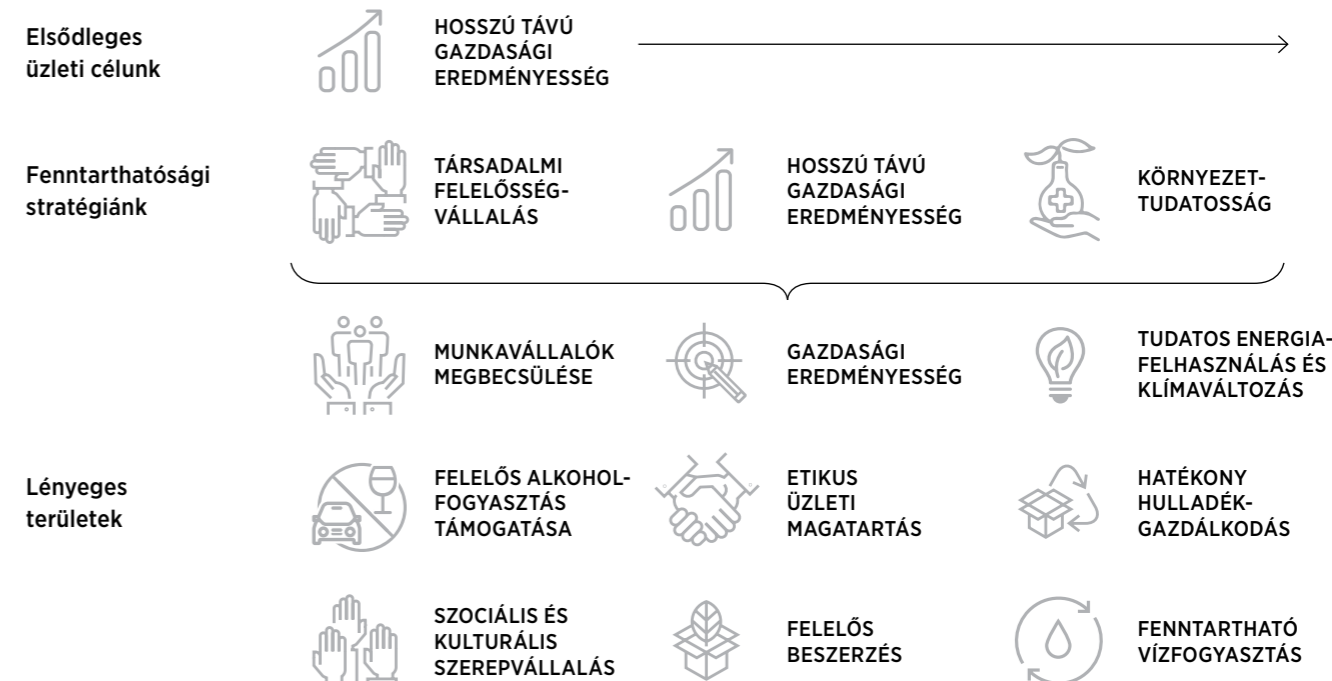 Elsődleges
üzleti célunk
HOSSZÚ TÁVÚ
GAZDASÁGI
EREDMÉNYESSÉG
Fenntarthatósági
stratégiánk
TÁRSADALMI
FELELŐSSÉG-
VÁLLALÁS
HOSSZÚ TÁVÚ
GAZDASÁGI
EREDMÉNYESSÉG
KÖRNYEZET-
TUDATOSSÁG
MUNKAVÁLLALÓK
MEGBECSÜLÉSE
GAZDASÁGI
EREDMÉNYESSÉG
TUDATOS ENERGIA-
FELHASZNÁLÁS ÉS
KLÍMAVÁLTOZÁS
Lényeges
területek
FELELŐS ALKOHOL-
FOGYASZTÁS
TÁMOGATÁSA
ETIKUS
ÜZLETI
MAGATARTÁS
HATÉKONY
HULLADÉK-
GAZDÁLKODÁS
SZOCIÁLIS ÉS
KULTURÁLIS
SZEREPVÁLLALÁS
FELELŐS
BESZERZÉS
FENNTARTHATÓ
VÍZFOGYASZTÁS